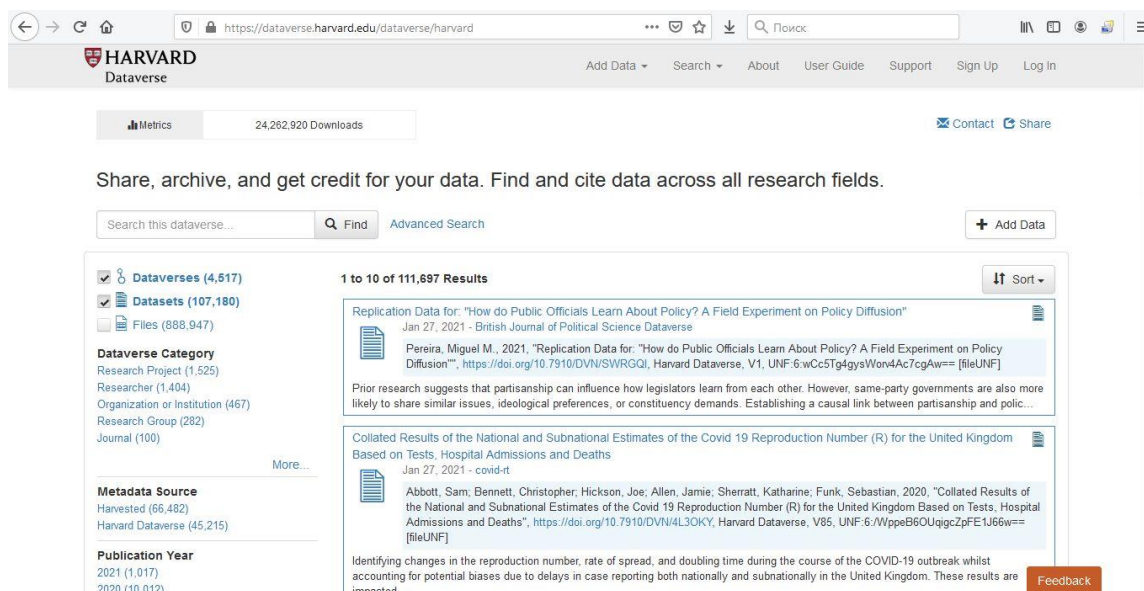 https://dataverse.harvard.edu/dataverse/harvard
Поиск
HARVARD
Dataverse
Add Data
Search
About
User Guide
Support
Sign Up
Log In
Metrics
24,262,920 Downloads
Contact
Share
Share, archive, and get credit for your data. Find and cite data across all research fields.
Search this dataverse...
Find
Advanced Search
Add Data
Dataverses (4,517)
Datasets (107,180)
Files (888,947)
Dataverse Category
Research Project (1,525)
Researcher (1,404)
Organization or Institution (467)
Research Group (282)
Journal (100)
More...
Metadata Source
Harvested (66,482)
Harvard Dataverse (45,215)
Publication Year
2021 (1,017)
2020 (10,012)
1 to 10 of 111,697 Results
Sort
Replication Data for: "How do Public Officials Learn About Policy? A Field Experiment on Policy Diffusion"
Jan 27, 2021 - British Journal of Political Science Dataverse
Pereira, Miguel M., 2021, "Replication Data for: "How do Public Officials Learn About Policy? A Field Experiment on Policy
Diffusion"", https://doi.org/10.7910/DVN/SWRGQI, Harvard Dataverse, V1, UNF:6:wCc5Tg4gysWorv4Ac7cgAw== [fileUNF]
Prior research suggests that partisanship can influence how legislators learn from each other. However, same-party governments are also more
likely to share similar issues, ideological preferences, or constituency demands. Establishing a causal link between partisanship and polic...
Collated Results of the National and Subnational Estimates of the Covid 19 Reproduction Number (R) for the United Kingdom
Based on Tests, Hospital Admissions and Deaths
Jan 27, 2021 - covid-rt
Abbott, Sam; Bennett, Christopher; Hickson, Joe; Allen, Jamie; Sherratt, Katharine; Funk, Sebastian, 2020, "Collated Results of
the National and Subnational Estimates of the Covid 19 Reproduction Number (R) for the United Kingdom Based on Tests, Hospital
Admissions and Deaths", https://doi.org/10.7910/DVN/4L3OKY, Harvard Dataverse, V85, UNF:6:/WppeB6OUqigcZpFE1J66w==
[fileUNF]
Identifying changes in the reproduction number, rate of spread, and doubling time during the course of the COVID-19 outbreak whilst
accounting for potential biases due to delays in case reporting both nationally and subnationally in the United Kingdom. These results are
Feedback